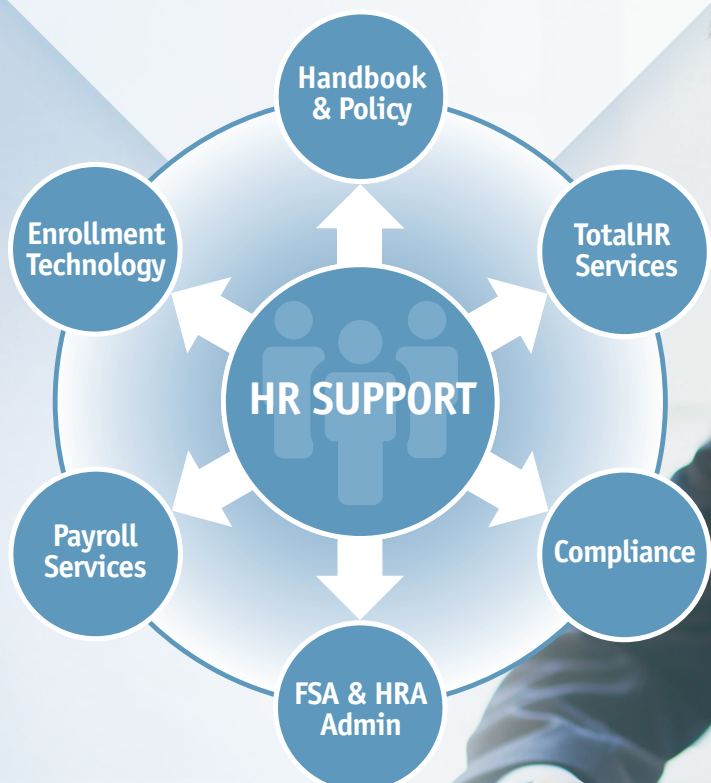 Handbook
& Policy
Enrollment
Technology
TotalHR
Services
HR SUPPORT
Payroll
Services
Compliance
FSA & HRA
Admin